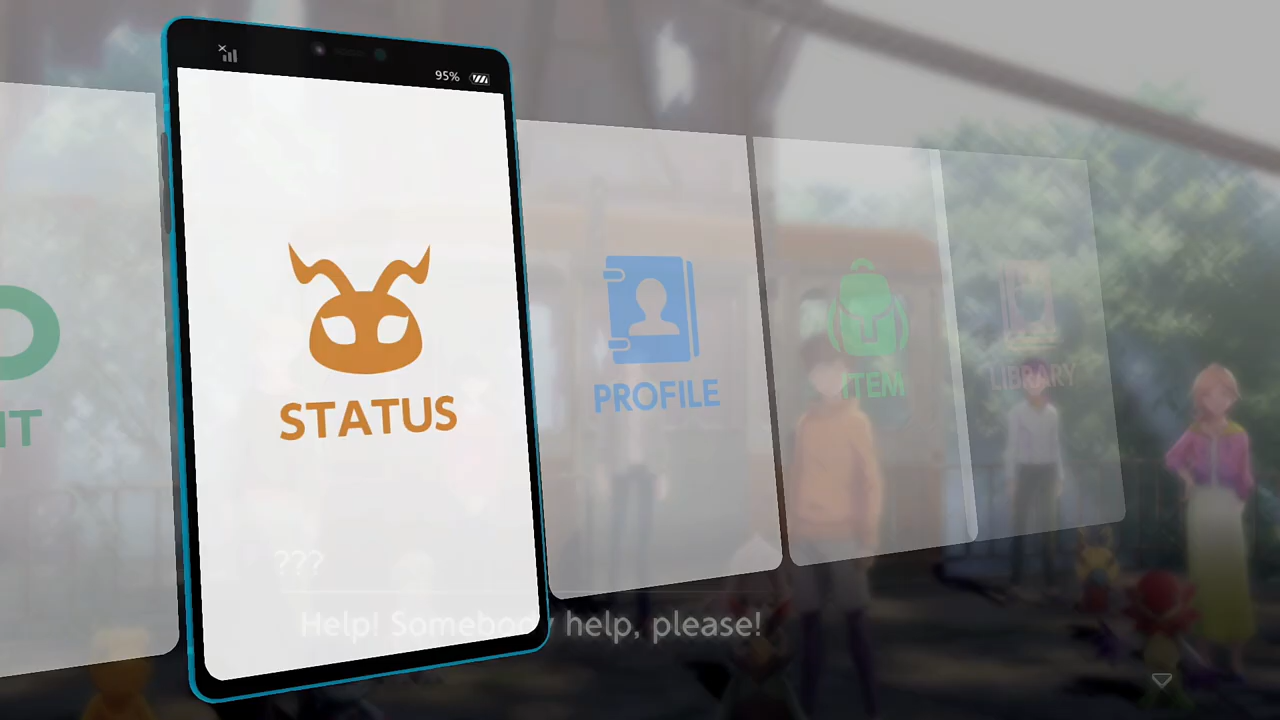 95%
STATUS
PROFILE
ITEM
LIBRARY
???
Help! Somebody help, please!